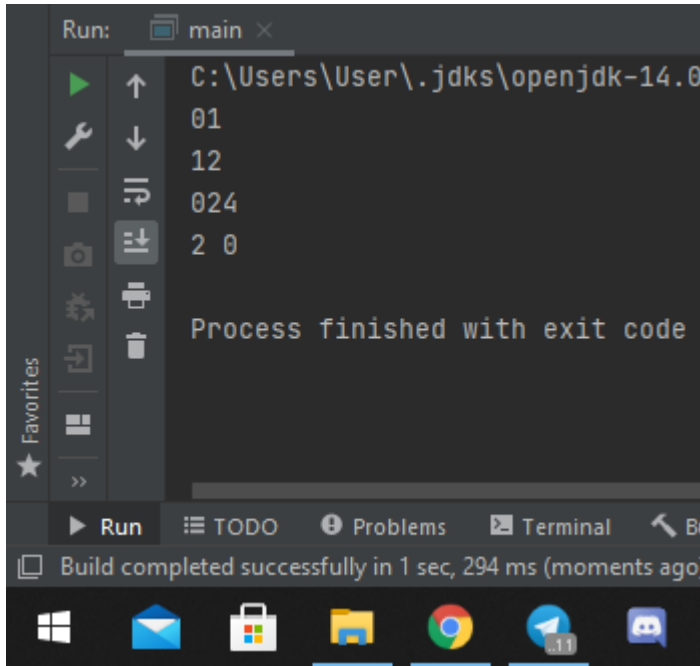 Run: main
C:\Users\User\.jdks\openjdk-14.0
01
12
024
2 0
Process finished with exit code
Favorites
Run TODO Problems Terminal
Build completed successfully in 1 sec, 294 ms (moments ago)
..11